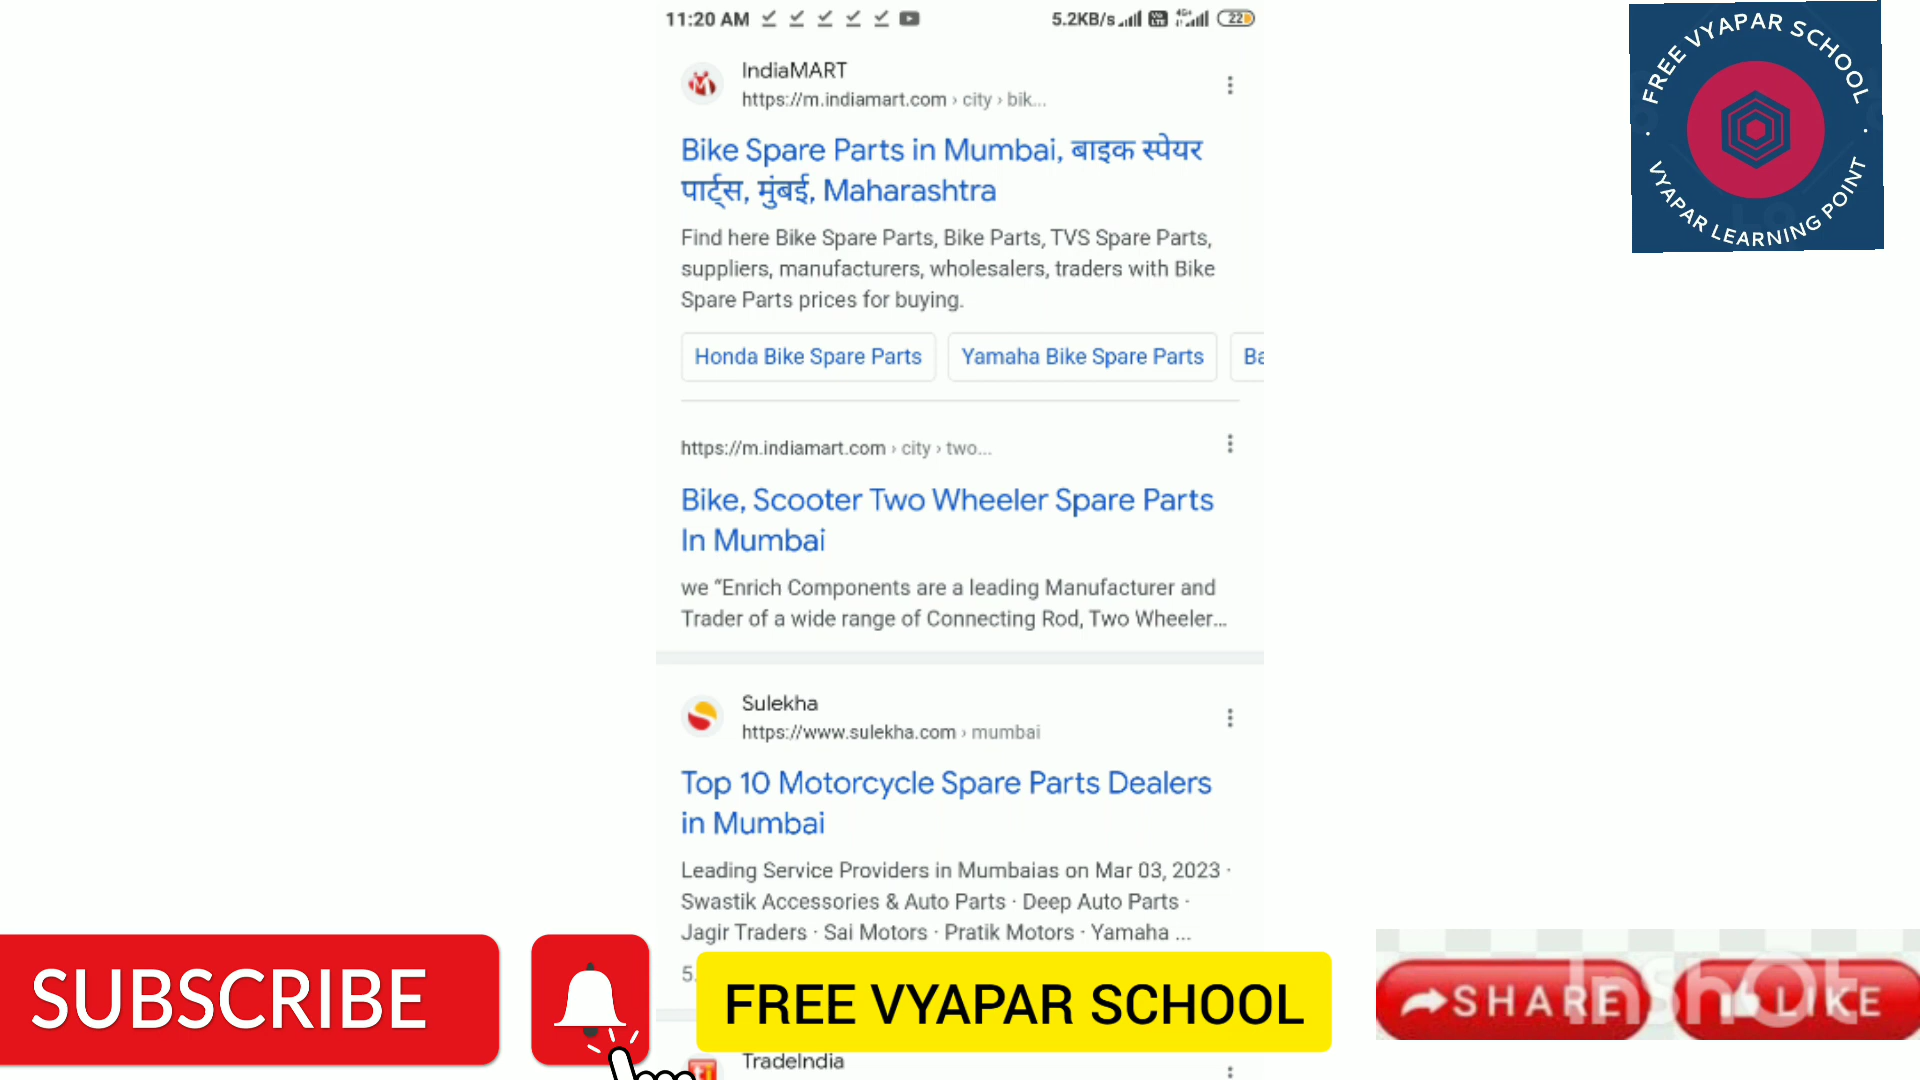 11:20 AM
5.2KB/s
22
FREE VYAPAR SCHOOL
VYAPAR LEARNING POINT
IndiaMART
https://m.indiamart.com › city › bik...
Bike Spare Parts in Mumbai, बाइक स्पेयर
पार्ट्स, मुंबई, Maharashtra
Find here Bike Spare Parts, Bike Parts, TVS Spare Parts,
suppliers, manufacturers, wholesalers, traders with Bike
Spare Parts prices for buying.
Honda Bike Spare Parts
Yamaha Bike Spare Parts
Ba
https://m.indiamart.com › city › two...
Bike, Scooter Two Wheeler Spare Parts
In Mumbai
we “Enrich Components are a leading Manufacturer and
Trader of a wide range of Connecting Rod, Two Wheeler...
Sulekha
https://www.sulekha.com › mumbai
Top 10 Motorcycle Spare Parts Dealers
in Mumbai
Leading Service Providers in Mumbaias on Mar 03, 2023 ·
Swastik Accessories & Auto Parts · Deep Auto Parts ·
Jagir Traders · Sai Motors · Pratik Motors · Yamaha ...
5.
SUBSCRIBE
FREE VYAPAR SCHOOL
SHARE
LIKE
InShOt
TradeIndia